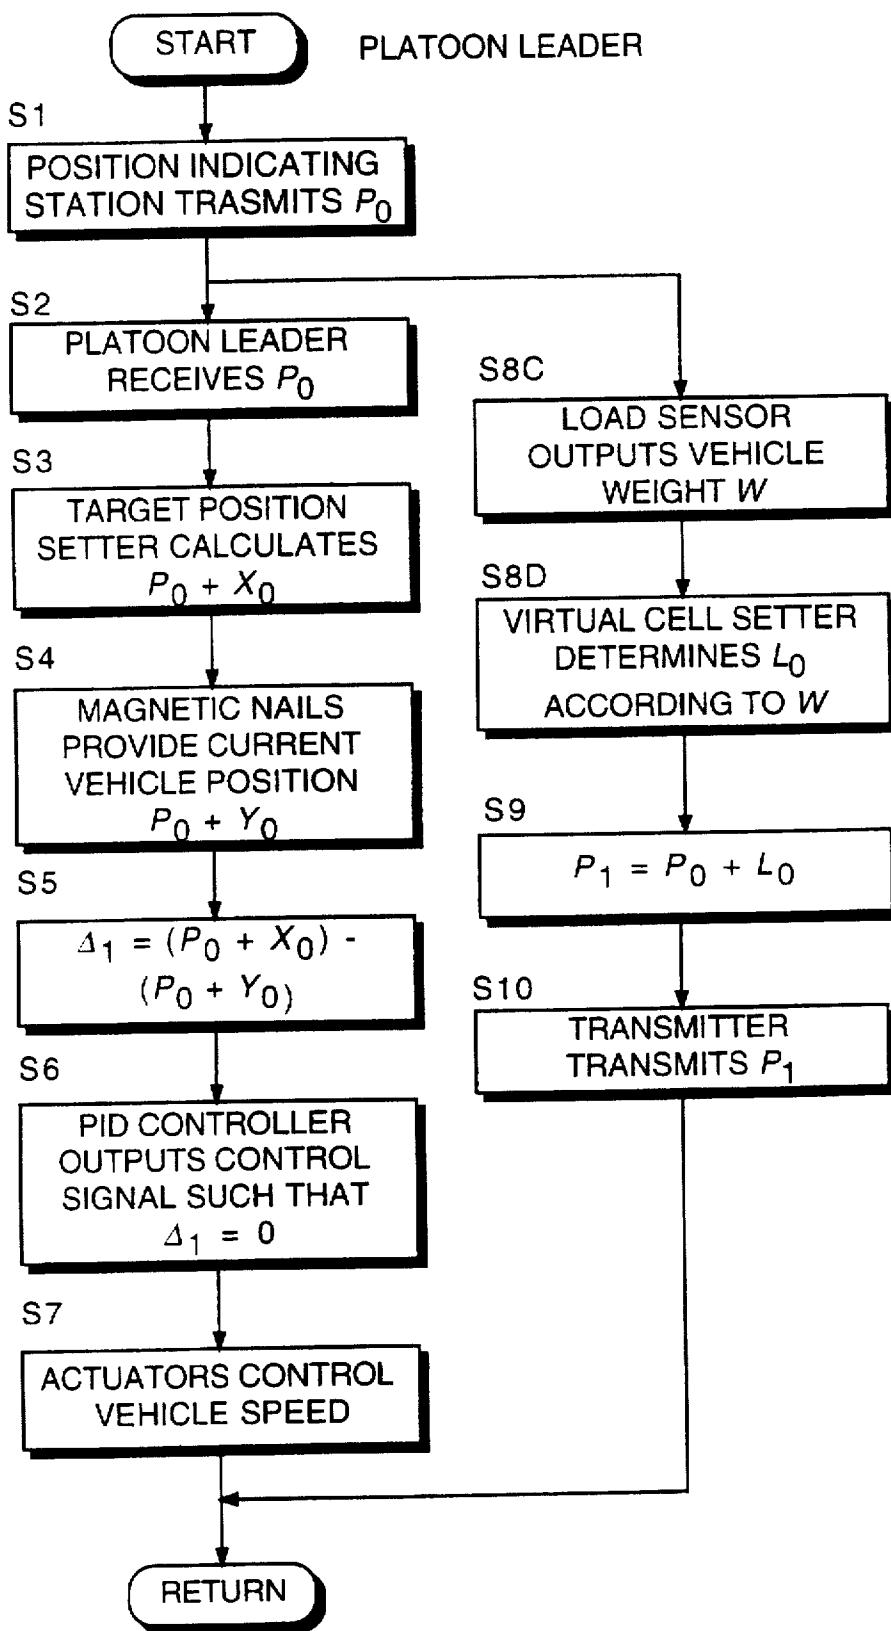 START
PLATOON LEADER
S1
POSITION INDICATING
STATION TRASMITS P0
S2
PLATOON LEADER
RECEIVES P0
S3
TARGET POSITION
SETTER CALCULATES
P0 + X0
S4
MAGNETIC NAILS
PROVIDE CURRENT
VEHICLE POSITION
P0 + Y0
S5
Δ1 = (P0 + X0) -
(P0 + Y0)
S6
PID CONTROLLER
OUTPUTS CONTROL
SIGNAL SUCH THAT
Δ1 = 0
S7
ACTUATORS CONTROL
VEHICLE SPEED
S8C
LOAD SENSOR
OUTPUTS VEHICLE
WEIGHT W
S8D
VIRTUAL CELL SETTER
DETERMINES L0
ACCORDING TO W
S9
P1 = P0 + L0
S10
TRANSMITTER
TRANSMITS P1
RETURN